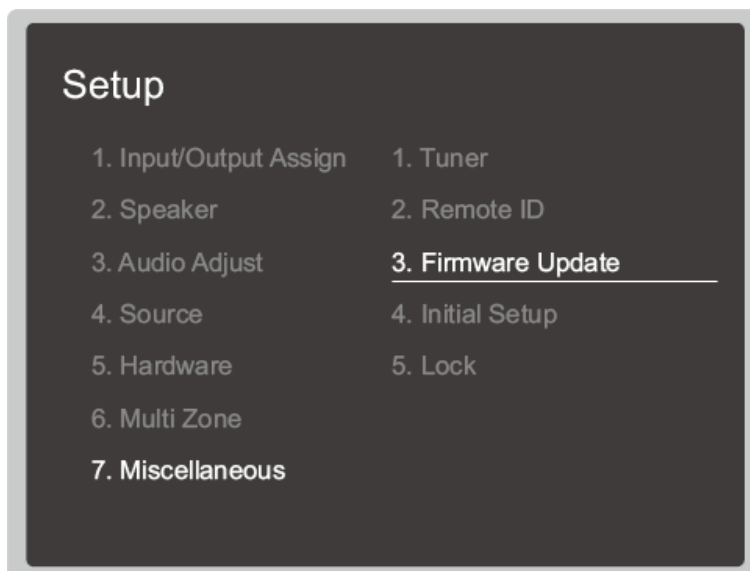 Setup
1. Input/Output Assign
2. Speaker
3. Audio Adjust
4. Source
5. Hardware
6. Multi Zone
7. Miscellaneous
1. Tuner
2. Remote ID
3. Firmware Update
4. Initial Setup
5. Lock